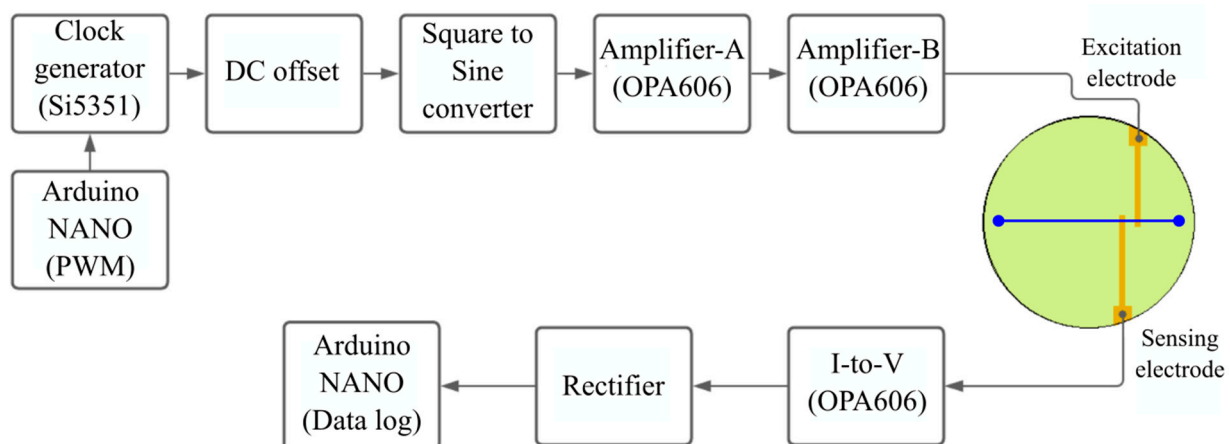 Clock
generator
(Si5351)
DC offset
Square to
Sine
converter
Amplifier-A
(OPA606)
Amplifier-B
(OPA606)
Excitation
electrode
Arduino
NANO
(PWM)
Arduino
NANO
(Data log)
Rectifier
I-to-V
(OPA606)
Sensing
electrode